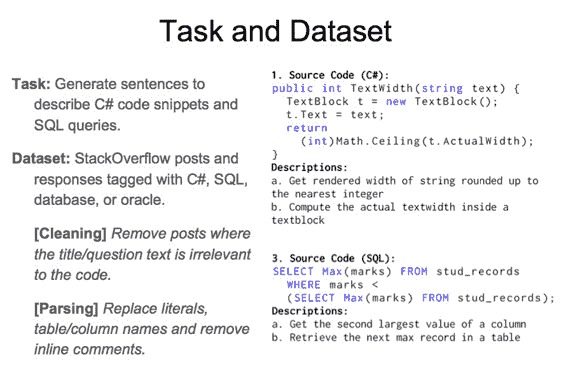 Task and Dataset
Task: Generate sentences to
describe C# code snippets and
SQL queries.
Dataset: StackOverflow posts and
responses tagged with C#, SQL,
database, or oracle.
[Cleaning] Remove posts where
the title/question text is irrelevant
to the code.
[Parsing] Replace literals,
table/column names and remove
inline comments.
1. Source Code (C#):
public int TextWidth(string text) {
TextBlock t = new TextBlock();
t.Text = text;
return
(int)Math.Ceiling(t.ActualWidth);
}
Descriptions:
a. Get rendered width of string rounded up to
the nearest integer
b. Compute the actual textwidth inside a
textblock
3. Source Code (SQL):
SELECT Max(marks) FROM stud_records
WHERE marks <
(SELECT Max(marks) FROM stud_records);
Descriptions:
a. Get the second largest value of a column
b. Retrieve the next max record in a table